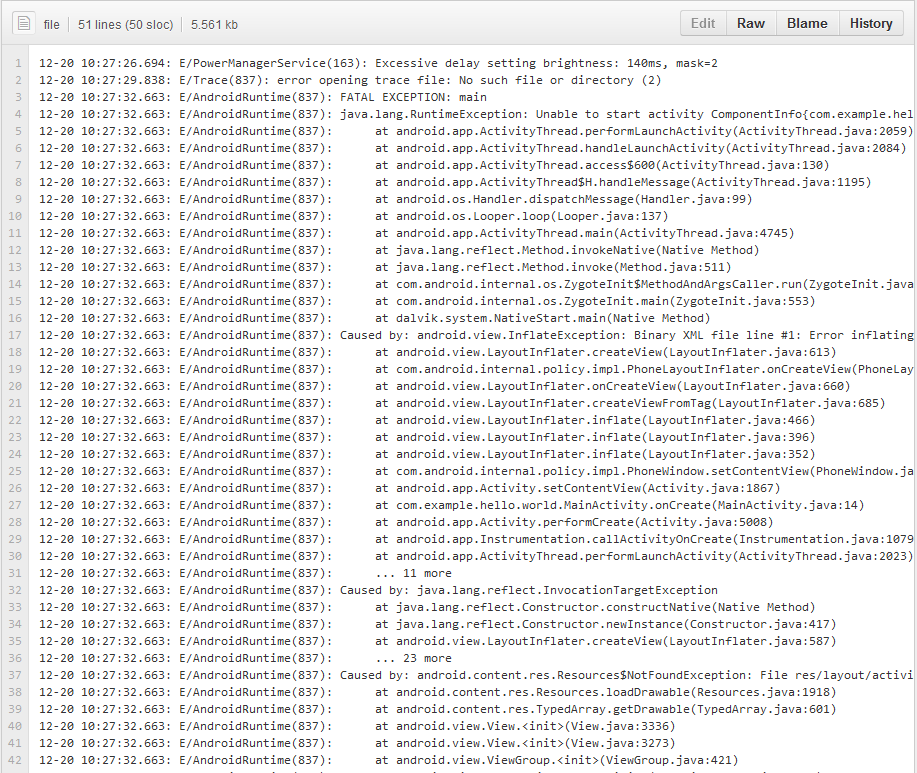 file 51 lines (50 sloc) 5.561 kb Edit Raw Blame History
1 12-20 10:27:26.694: E/PowerManagerService(163): Excessive delay setting brightness: 140ms, mask=2
2 12-20 10:27:29.838: E/Trace(837): error opening trace file: No such file or directory (2)
3 12-20 10:27:32.663: E/AndroidRuntime(837): FATAL EXCEPTION: main
4 12-20 10:27:32.663: E/AndroidRuntime(837): java.lang.RuntimeException: Unable to start activity ComponentInfo{com.example.hel
5 12-20 10:27:32.663: E/AndroidRuntime(837): at android.app.ActivityThread.performLaunchActivity(ActivityThread.java:2059)
6 12-20 10:27:32.663: E/AndroidRuntime(837): at android.app.ActivityThread.handleLaunchActivity(ActivityThread.java:2084)
7 12-20 10:27:32.663: E/AndroidRuntime(837): at android.app.ActivityThread.access$600(ActivityThread.java:130)
8 12-20 10:27:32.663: E/AndroidRuntime(837): at android.app.ActivityThread$H.handleMessage(ActivityThread.java:1195)
9 12-20 10:27:32.663: E/AndroidRuntime(837): at android.os.Handler.dispatchMessage(Handler.java:99)
10 12-20 10:27:32.663: E/AndroidRuntime(837): at android.os.Looper.loop(Looper.java:137)
11 12-20 10:27:32.663: E/AndroidRuntime(837): at android.app.ActivityThread.main(ActivityThread.java:4745)
12 12-20 10:27:32.663: E/AndroidRuntime(837): at java.lang.reflect.Method.invokeNative(Native Method)
13 12-20 10:27:32.663: E/AndroidRuntime(837): at java.lang.reflect.Method.invoke(Method.java:511)
14 12-20 10:27:32.663: E/AndroidRuntime(837): at com.android.internal.os.ZygoteInit$MethodAndArgsCaller.run(ZygoteInit.java
15 12-20 10:27:32.663: E/AndroidRuntime(837): at com.android.internal.os.ZygoteInit.main(ZygoteInit.java:553)
16 12-20 10:27:32.663: E/AndroidRuntime(837): at dalvik.system.NativeStart.main(Native Method)
17 12-20 10:27:32.663: E/AndroidRuntime(837): Caused by: android.view.InflateException: Binary XML file line #1: Error inflating
18 12-20 10:27:32.663: E/AndroidRuntime(837): at android.view.LayoutInflater.createView(LayoutInflater.java:613)
19 12-20 10:27:32.663: E/AndroidRuntime(837): at com.android.internal.policy.impl.PhoneLayoutInflater.onCreateView(PhoneLay
20 12-20 10:27:32.663: E/AndroidRuntime(837): at android.view.LayoutInflater.onCreateView(LayoutInflater.java:660)
21 12-20 10:27:32.663: E/AndroidRuntime(837): at android.view.LayoutInflater.createViewFromTag(LayoutInflater.java:685)
22 12-20 10:27:32.663: E/AndroidRuntime(837): at android.view.LayoutInflater.inflate(LayoutInflater.java:466)
23 12-20 10:27:32.663: E/AndroidRuntime(837): at android.view.LayoutInflater.inflate(LayoutInflater.java:396)
24 12-20 10:27:32.663: E/AndroidRuntime(837): at android.view.LayoutInflater.inflate(LayoutInflater.java:352)
25 12-20 10:27:32.663: E/AndroidRuntime(837): at com.android.internal.policy.impl.PhoneWindow.setContentView(PhoneWindow.ja
26 12-20 10:27:32.663: E/AndroidRuntime(837): at android.app.Activity.setContentView(Activity.java:1867)
27 12-20 10:27:32.663: E/AndroidRuntime(837): at com.example.hello.world.MainActivity.onCreate(MainActivity.java:14)
28 12-20 10:27:32.663: E/AndroidRuntime(837): at android.app.Activity.performCreate(Activity.java:5008)
29 12-20 10:27:32.663: E/AndroidRuntime(837): at android.app.Instrumentation.callActivityOnCreate(Instrumentation.java:1079
30 12-20 10:27:32.663: E/AndroidRuntime(837): at android.app.ActivityThread.performLaunchActivity(ActivityThread.java:2023)
31 12-20 10:27:32.663: E/AndroidRuntime(837): ... 11 more
32 12-20 10:27:32.663: E/AndroidRuntime(837): Caused by: java.lang.reflect.InvocationTargetException
33 12-20 10:27:32.663: E/AndroidRuntime(837): at java.lang.reflect.Constructor.constructNative(Native Method)
34 12-20 10:27:32.663: E/AndroidRuntime(837): at java.lang.reflect.Constructor.newInstance(Constructor.java:417)
35 12-20 10:27:32.663: E/AndroidRuntime(837): at android.view.LayoutInflater.createView(LayoutInflater.java:587)
36 12-20 10:27:32.663: E/AndroidRuntime(837): ... 23 more
37 12-20 10:27:32.663: E/AndroidRuntime(837): Caused by: android.content.res.Resources$NotFoundException: File res/layout/activi
38 12-20 10:27:32.663: E/AndroidRuntime(837): at android.content.res.Resources.loadDrawable(Resources.java:1918)
39 12-20 10:27:32.663: E/AndroidRuntime(837): at android.content.res.TypedArray.getDrawable(TypedArray.java:601)
40 12-20 10:27:32.663: E/AndroidRuntime(837): at android.view.View.<init>(View.java:3336)
41 12-20 10:27:32.663: E/AndroidRuntime(837): at android.view.View.<init>(View.java:3273)
42 12-20 10:27:32.663: E/AndroidRuntime(837): at android.view.ViewGroup.<init>(ViewGroup.java:421)